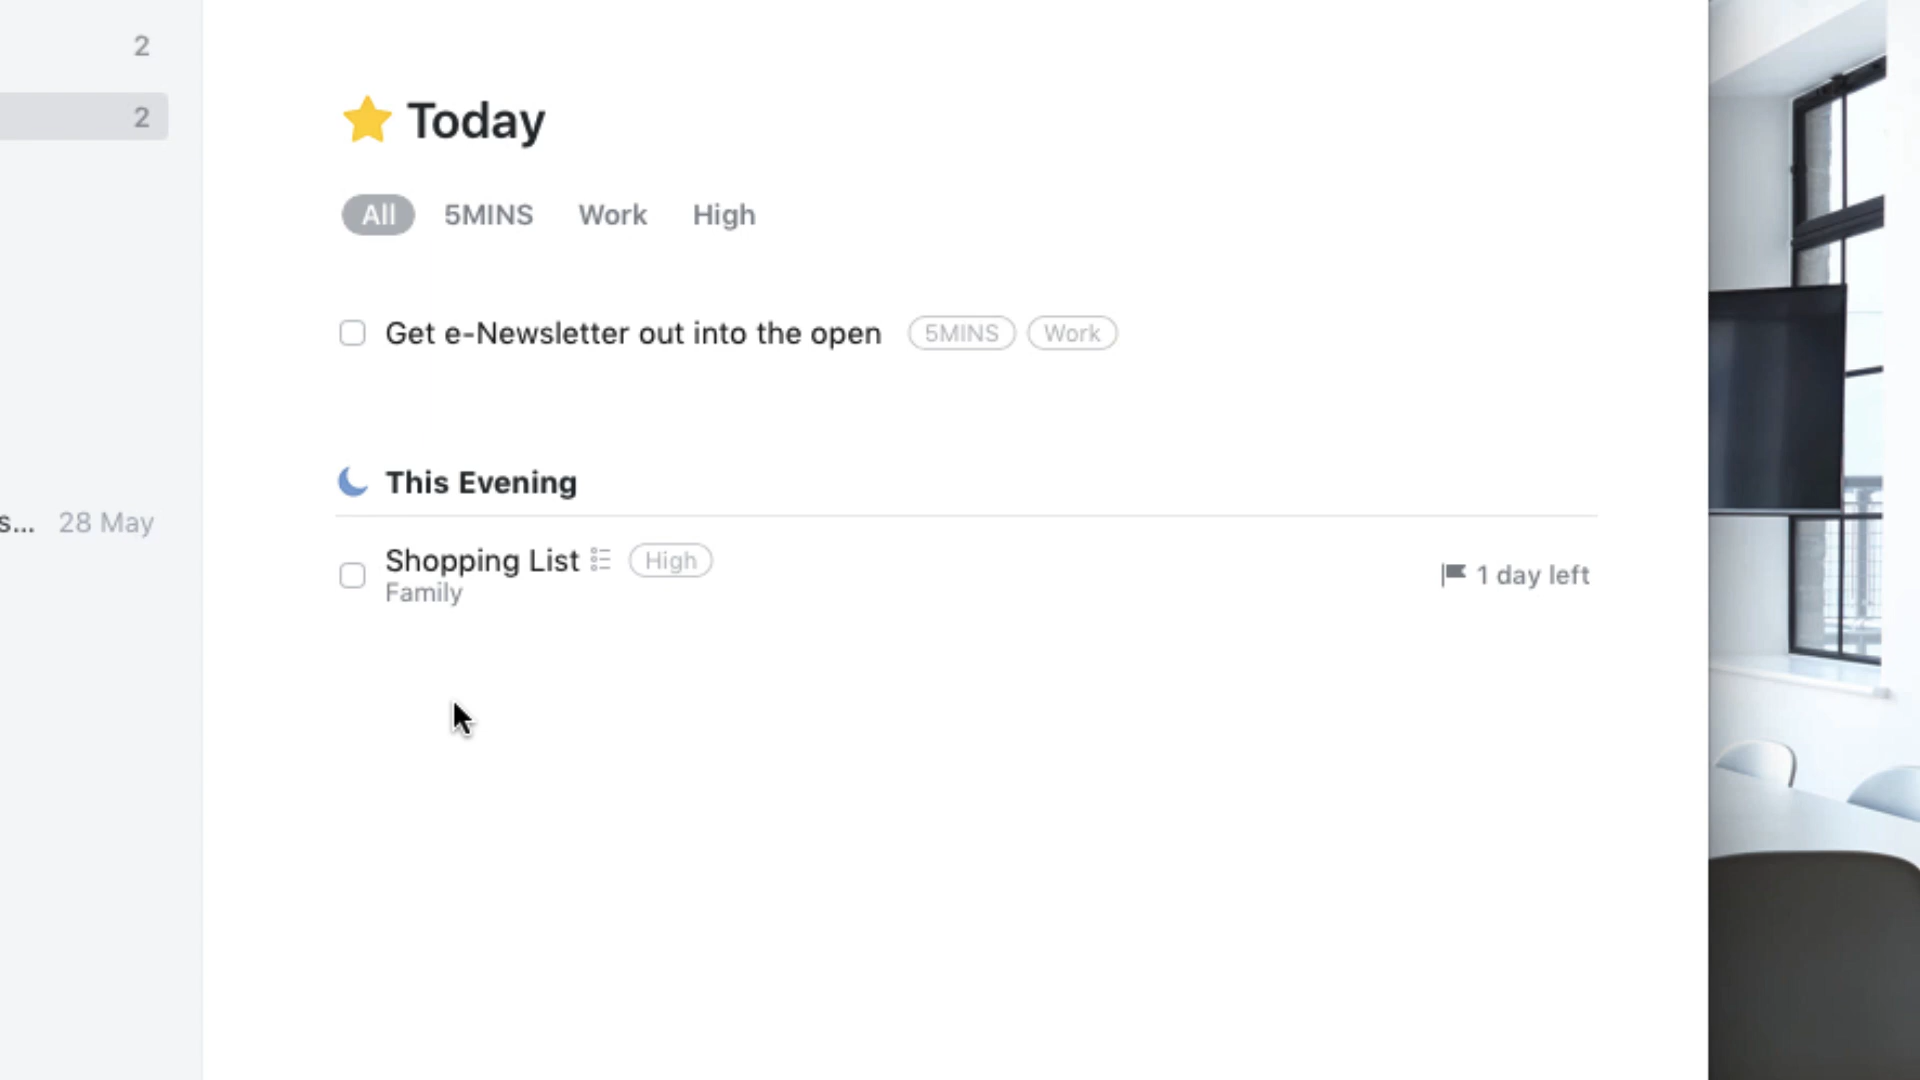 2
2
s... 28 May
Today
All 5MINS Work High
Get e-Newsletter out into the open 5MINS Work
This Evening
Shopping List High
Family
1 day left